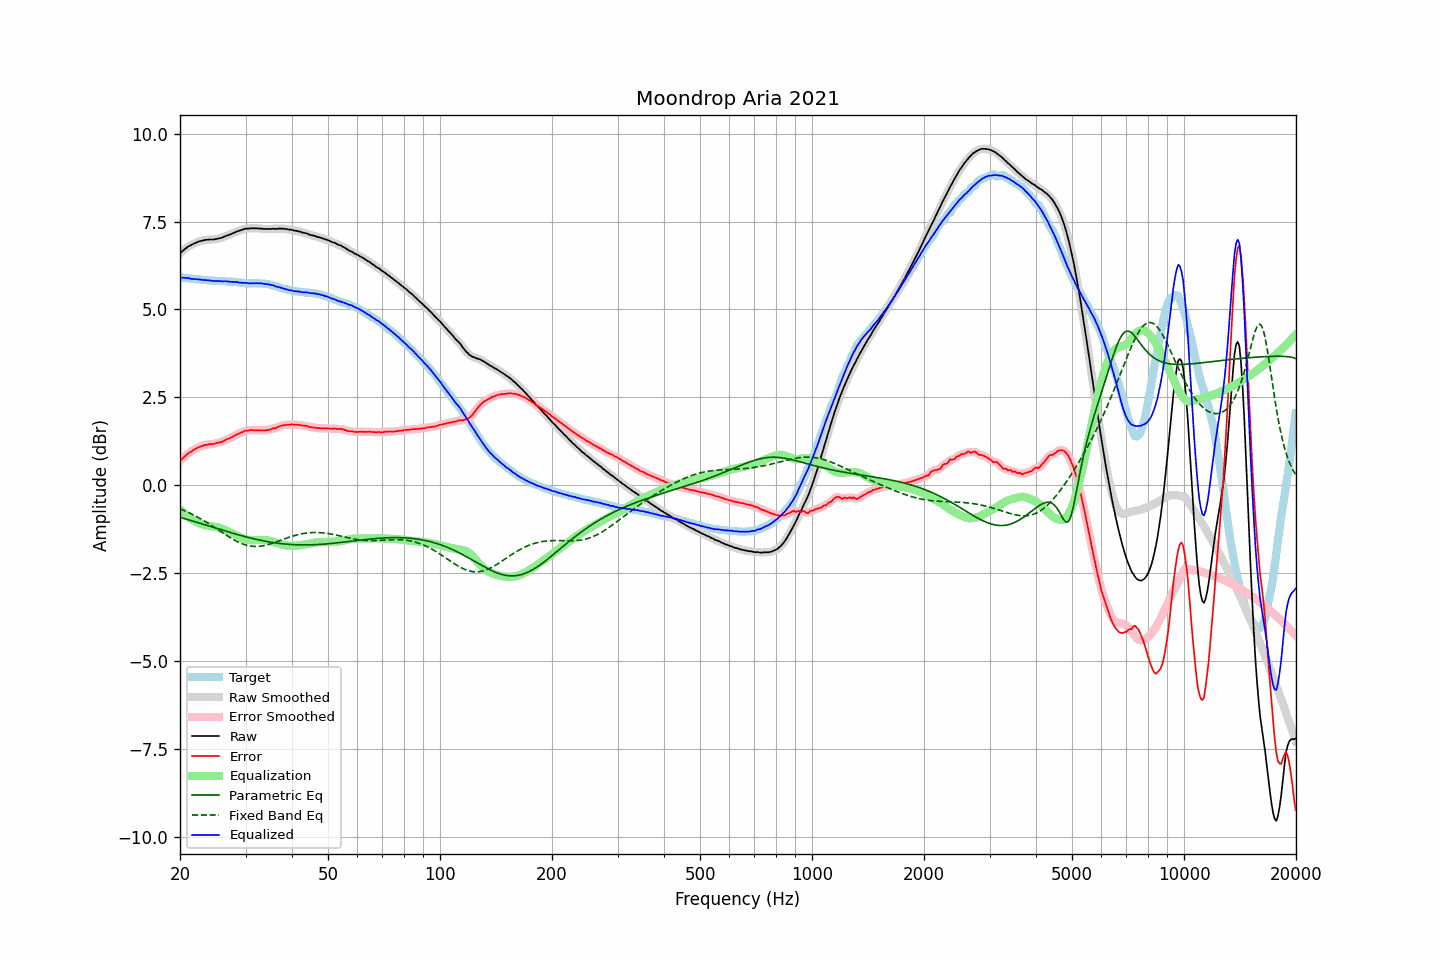 Moondrop Aria 2021
Amplitude (dBr)
10.0
7.5
5.0
2.5
0.0
−2.5
−5.0
−7.5
−10.0
Target
Raw Smoothed
Error Smoothed
Raw
Error
Equalization
Parametric Eq
Fixed Band Eq
Equalized
20 50 100 200 500 1000 2000 5000 10000 20000
Frequency (Hz)